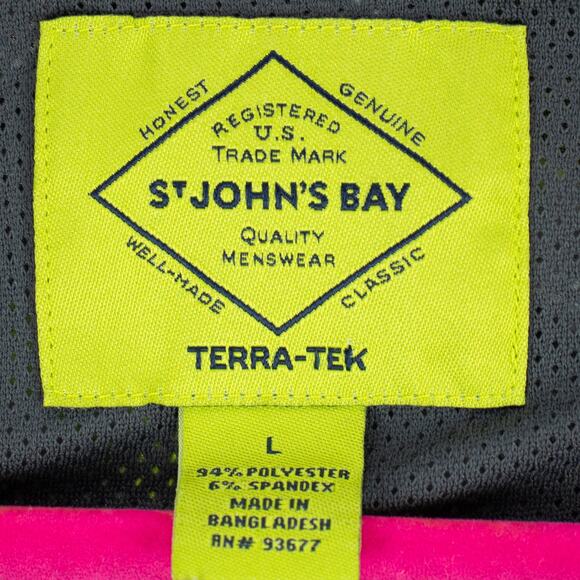 HONEST
GENUINE
REGISTERED
U.S.
TRADE MARK
ST JOHN'S BAY
QUALITY
MENSWEAR
WELL-MADE
CLASSIC
TERRA-TEK
L
94% POLYESTER
6% SPANDEX
MADE IN
BANGLADESH
RN# 93677